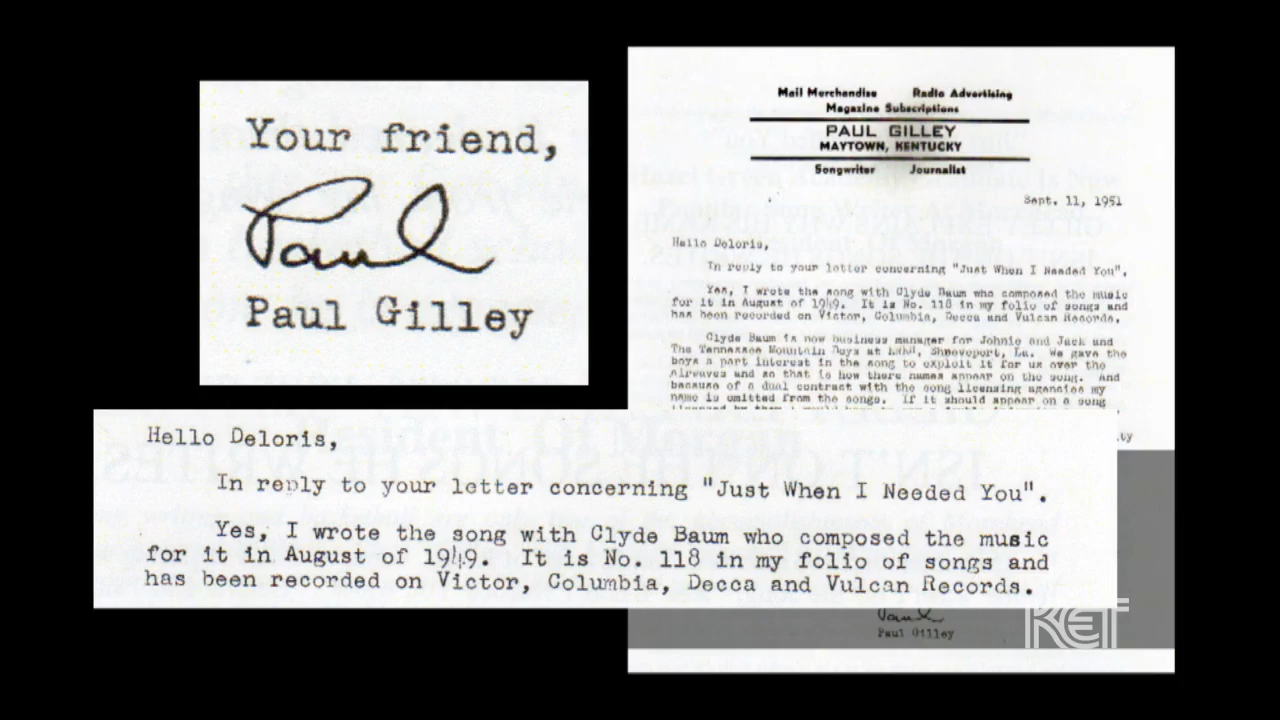 Your friend,
Paul
Paul Gilley
Mail Merchandise Radio Advertising
Magazine Subscriptions
PAUL GILLEY
MAYTOWN, KENTUCKY
Songwriter Journalist
Sept. 11, 1951
Hello Deloris,
In reply to your letter concerning "Just When I Needed You".
Yes, I wrote the song with Clyde Baum who composed the music
for it in August of 1949. It is No. 118 in my folio of songs and
has been recorded on Victor, Columbia, Decca and Vulcan Records.
Clyde Baum is now business manager for Johnie and Jack and
The Tennessee Mountain Boys at Shreveport, La. We gave the
boys a part interest in the song to exploit it for us over the
Airwaves and so that is how there names appear on the song. And
because of a dual contract with the song licensing agencies my
name is omitted from the songs. If it should appear on a song
Hello Deloris,
In reply to your letter concerning "Just When I Needed You".
Yes, I wrote the song with Clyde Baum who composed the music
for it in August of 1949. It is No. 118 in my folio of songs and
has been recorded on Victor, Columbia, Decca and Vulcan Records.
Paul
Paul Gilley
KET